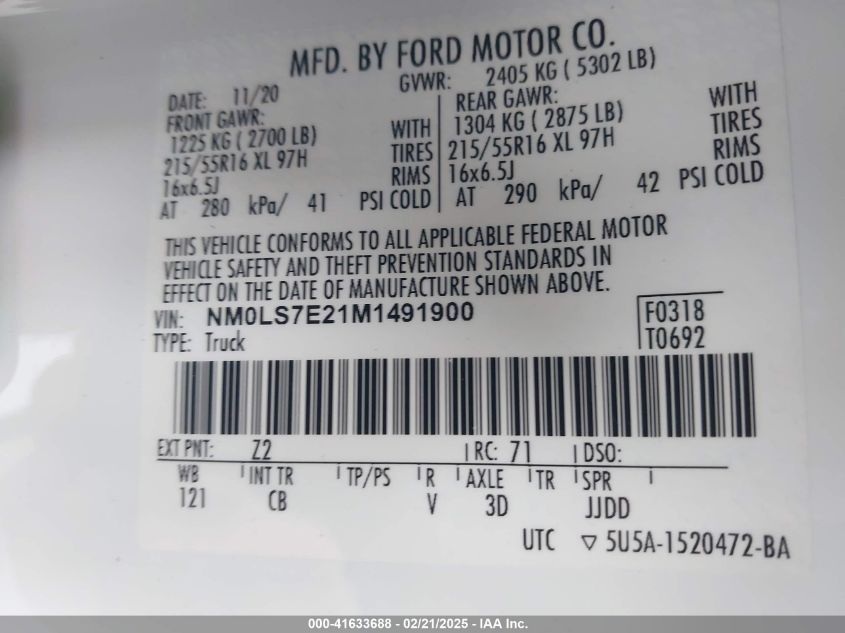 MFD. BY FORD MOTOR CO.
DATE: 11/20 GVWR: 2405 KG ( 5302 LB)
FRONT GAWR: REAR GAWR:
1225 KG ( 2700 LB) WITH 1304 KG ( 2875 LB) WITH
215/55R16 XL 97H TIRES 215/55R16 XL 97H TIRES
16x6.5J RIMS 16x6.5J RIMS
AT 280 kPa/ 41 PSI COLD AT 290 kPa/ 42 PSI COLD
THIS VEHICLE CONFORMS TO ALL APPLICABLE FEDERAL MOTOR
VEHICLE SAFETY AND THEFT PREVENTION STANDARDS IN
EFFECT ON THE DATE OF MANUFACTURE SHOWN ABOVE.
VIN: NM0LS7E21M1491900 F0318
TYPE: Truck T0692
EXT PNT: Z2 RC: 71 DSO:
WB INT TR TP/PS R AXLE TR SPR
121 CB V 3D JJDD
UTC ▽ 5U5A-1520472-BA
000-41633688 - 02/21/2025 - IAA Inc.